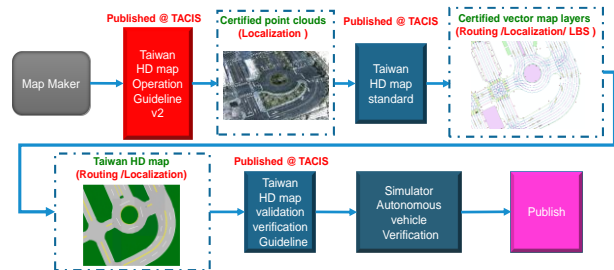 Published @ TACIS
Certified point clouds
(Localization )
Published @ TACIS
Certified vector map layers
(Routing /Localization/ LBS )
Map Maker
Taiwan
HD map
Operation
Guideline
v2
Taiwan
HD map
standard
Taiwan HD map
(Routing /Localization)
Published @ TACIS
Taiwan
HD map
validation
verification
Guideline
Simulator
Autonomous
vehicle
Verification
Publish